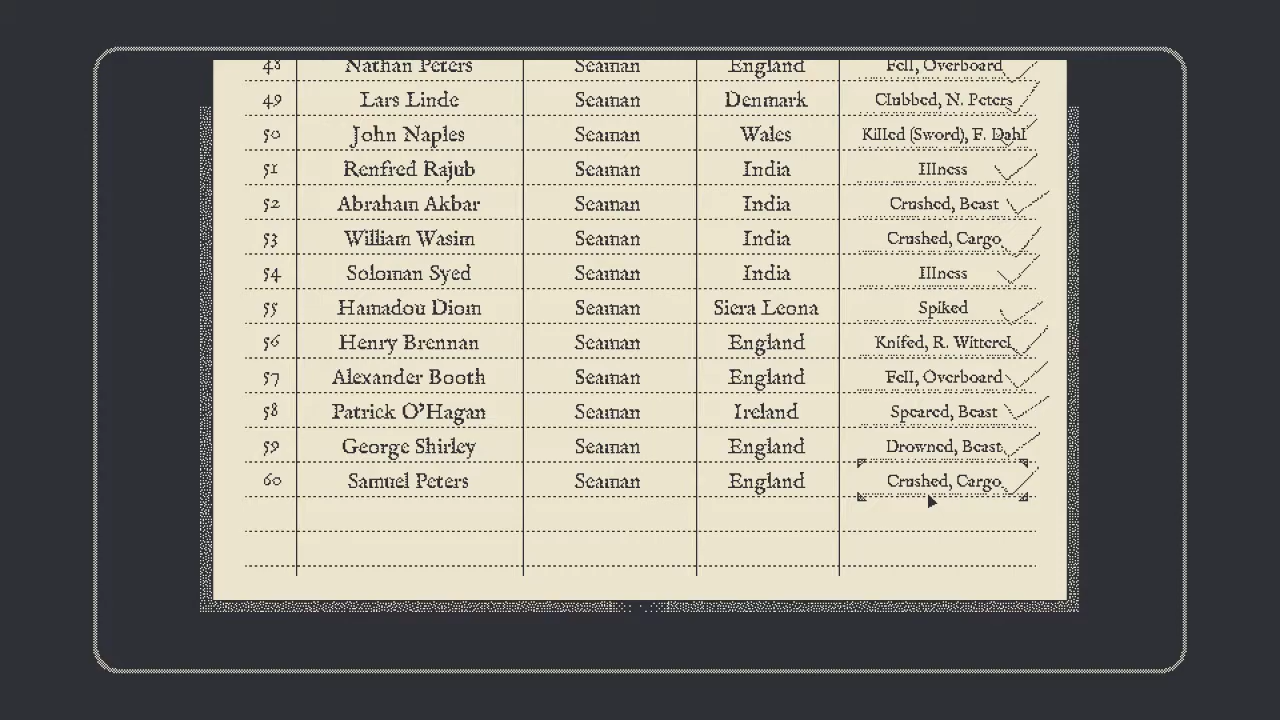 48 Nathan Peters Seaman England Fell, Overboard
49 Lars Linde Seaman Denmark Clubbed, N. Peters
50 John Naples Seaman Wales Killed (Sword), F. Dahl
51 Renfred Rajub Seaman India Illness
52 Abraham Akbar Seaman India Crushed, Beast
53 William Wasim Seaman India Crushed, Cargo
54 Soloman Syed Seaman India Illness
55 Hamadou Diom Seaman Siera Leona Spiked
56 Henry Brennan Seaman England Knifed, R. Witterel
57 Alexander Booth Seaman England Fell, Overboard
58 Patrick O'Hagan Seaman Ireland Speared, Beast
59 George Shirley Seaman England Drowned, Beast
60 Samuel Peters Seaman England Crushed, Cargo